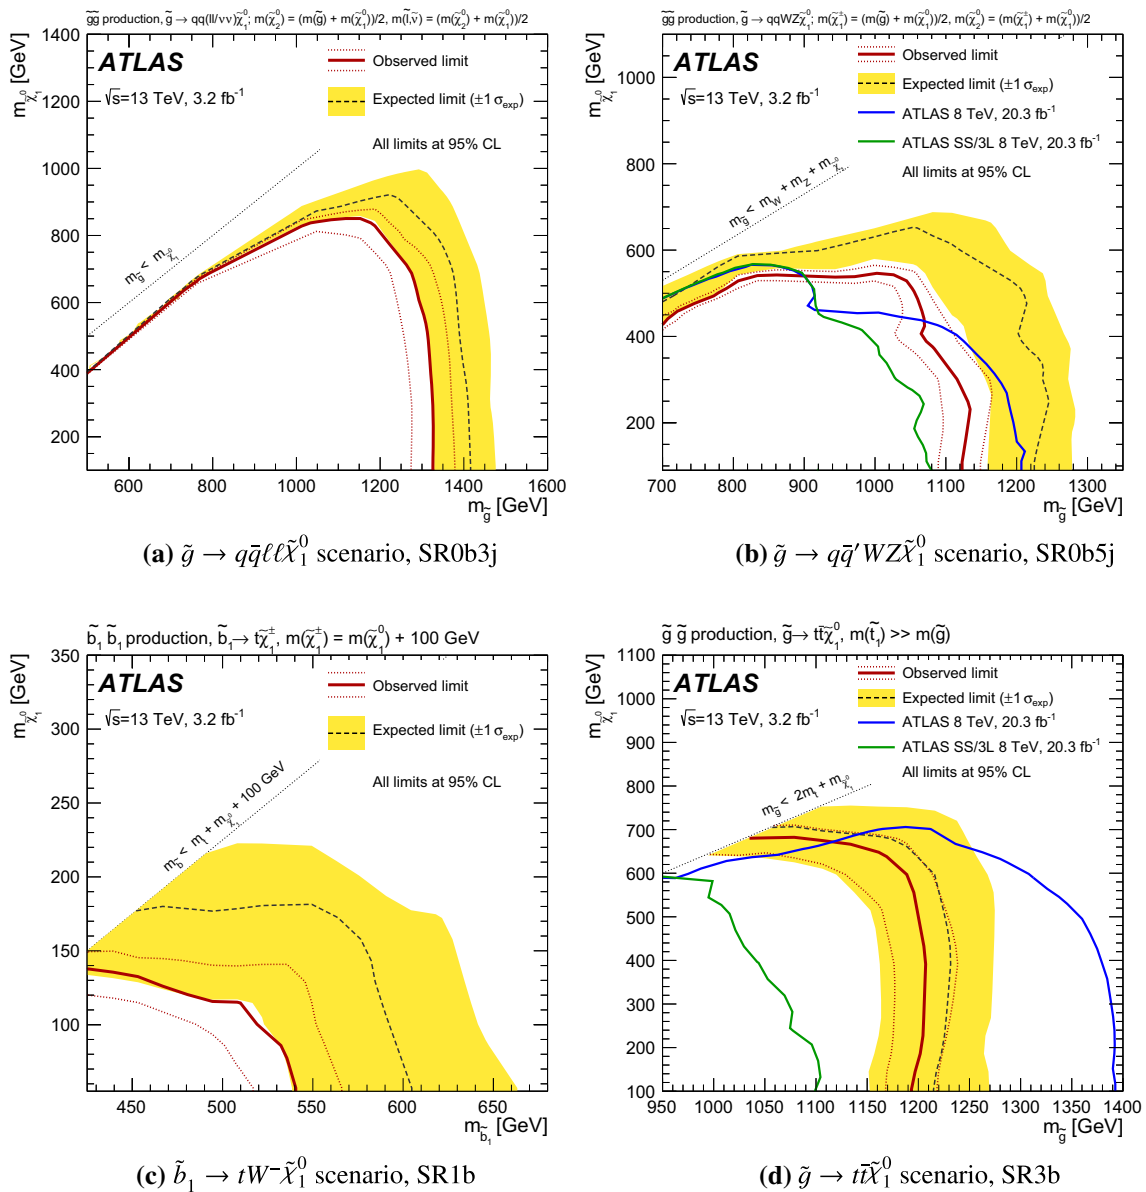 g̃g̃ production, g̃→ qq(ll/νν)χ̃₁⁰; m(χ̃₂⁰) = (m(g̃) + m(χ̃₁⁰))/2, m(l̃,ν̃) = (m(χ̃₂⁰) + m(χ̃₁⁰))/2
m_χ̃₁⁰ [GeV]
1400
1200
1000
800
600
400
200
ATLAS
√s=13 TeV, 3.2 fb⁻¹
Observed limit
Expected limit (±1 σ_exp)
All limits at 95% CL
m_g̃ < m_χ̃₁⁰
600 800 1000 1200 1400 1600
m_g̃ [GeV]
(a) g̃ → qq̄ℓℓχ̃₁⁰ scenario, SR0b3j
g̃g̃ production, g̃→ qqWZχ̃₁⁰; m(χ̃₁±) = (m(g̃) + m(χ̃₁⁰))/2, m(χ̃₂⁰) = (m(χ̃₁±) + m(χ̃₁⁰))/2
m_χ̃₁⁰ [GeV]
1000
800
600
400
200
ATLAS
√s=13 TeV, 3.2 fb⁻¹
Observed limit
Expected limit (±1 σ_exp)
ATLAS 8 TeV, 20.3 fb⁻¹
ATLAS SS/3L 8 TeV, 20.3 fb⁻¹
All limits at 95% CL
m_g̃ < m_W + m_Z + m_χ̃₁⁰
700 800 900 1000 1100 1200 1300
m_g̃ [GeV]
(b) g̃ → qq̄′WZχ̃₁⁰ scenario, SR0b5j
b̃₁ b̃₁ production, b̃₁→ tχ̃₁±, m(χ̃₁±) = m(χ̃₁⁰) + 100 GeV
m_χ̃₁⁰ [GeV]
350
300
250
200
150
100
ATLAS
√s=13 TeV, 3.2 fb⁻¹
Observed limit
Expected limit (±1 σ_exp)
All limits at 95% CL
m_b̃ < m_t + m_χ̃₁⁰ + 100 GeV
450 500 550 600 650
m_b̃₁ [GeV]
(c) b̃₁ → tW⁻χ̃₁⁰ scenario, SR1b
g̃ g̃ production, g̃→ tt̄χ̃₁⁰, m(t̃₁) >> m(g̃)
m_χ̃₁⁰ [GeV]
1100
1000
900
800
700
600
500
400
300
200
100
ATLAS
√s=13 TeV, 3.2 fb⁻¹
Observed limit
Expected limit (±1 σ_exp)
ATLAS 8 TeV, 20.3 fb⁻¹
ATLAS SS/3L 8 TeV, 20.3 fb⁻¹
All limits at 95% CL
m_g̃ < 2m_t + m_χ̃₁⁰
950 1000 1050 1100 1150 1200 1250 1300 1350 1400
m_g̃ [GeV]
(d) g̃ → tt̄χ̃₁⁰ scenario, SR3b